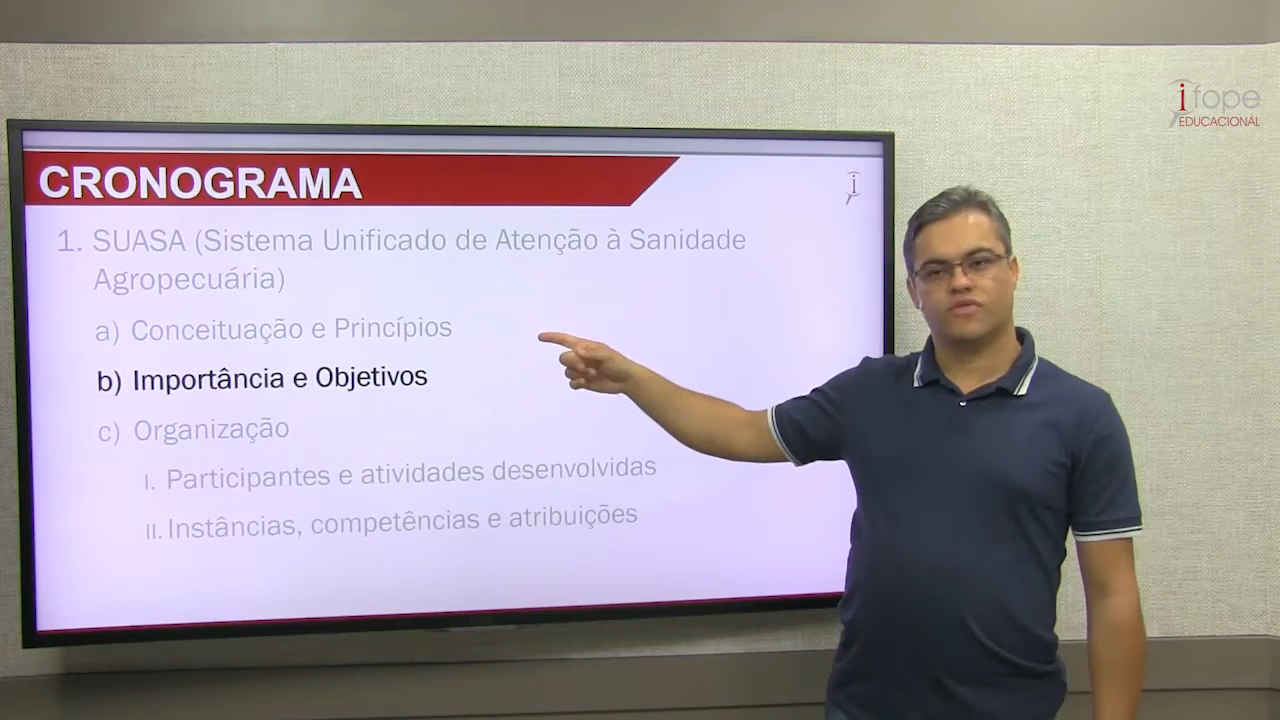 ifope
EDUCACIONAL
CRONOGRAMA
1. SUASA (Sistema Unificado de Atenção à Sanidade
Agropecuária)
a) Conceituação e Princípios
b) Importância e Objetivos
c) Organização
I. Participantes e atividades desenvolvidas
II. Instâncias, competências e atribuições